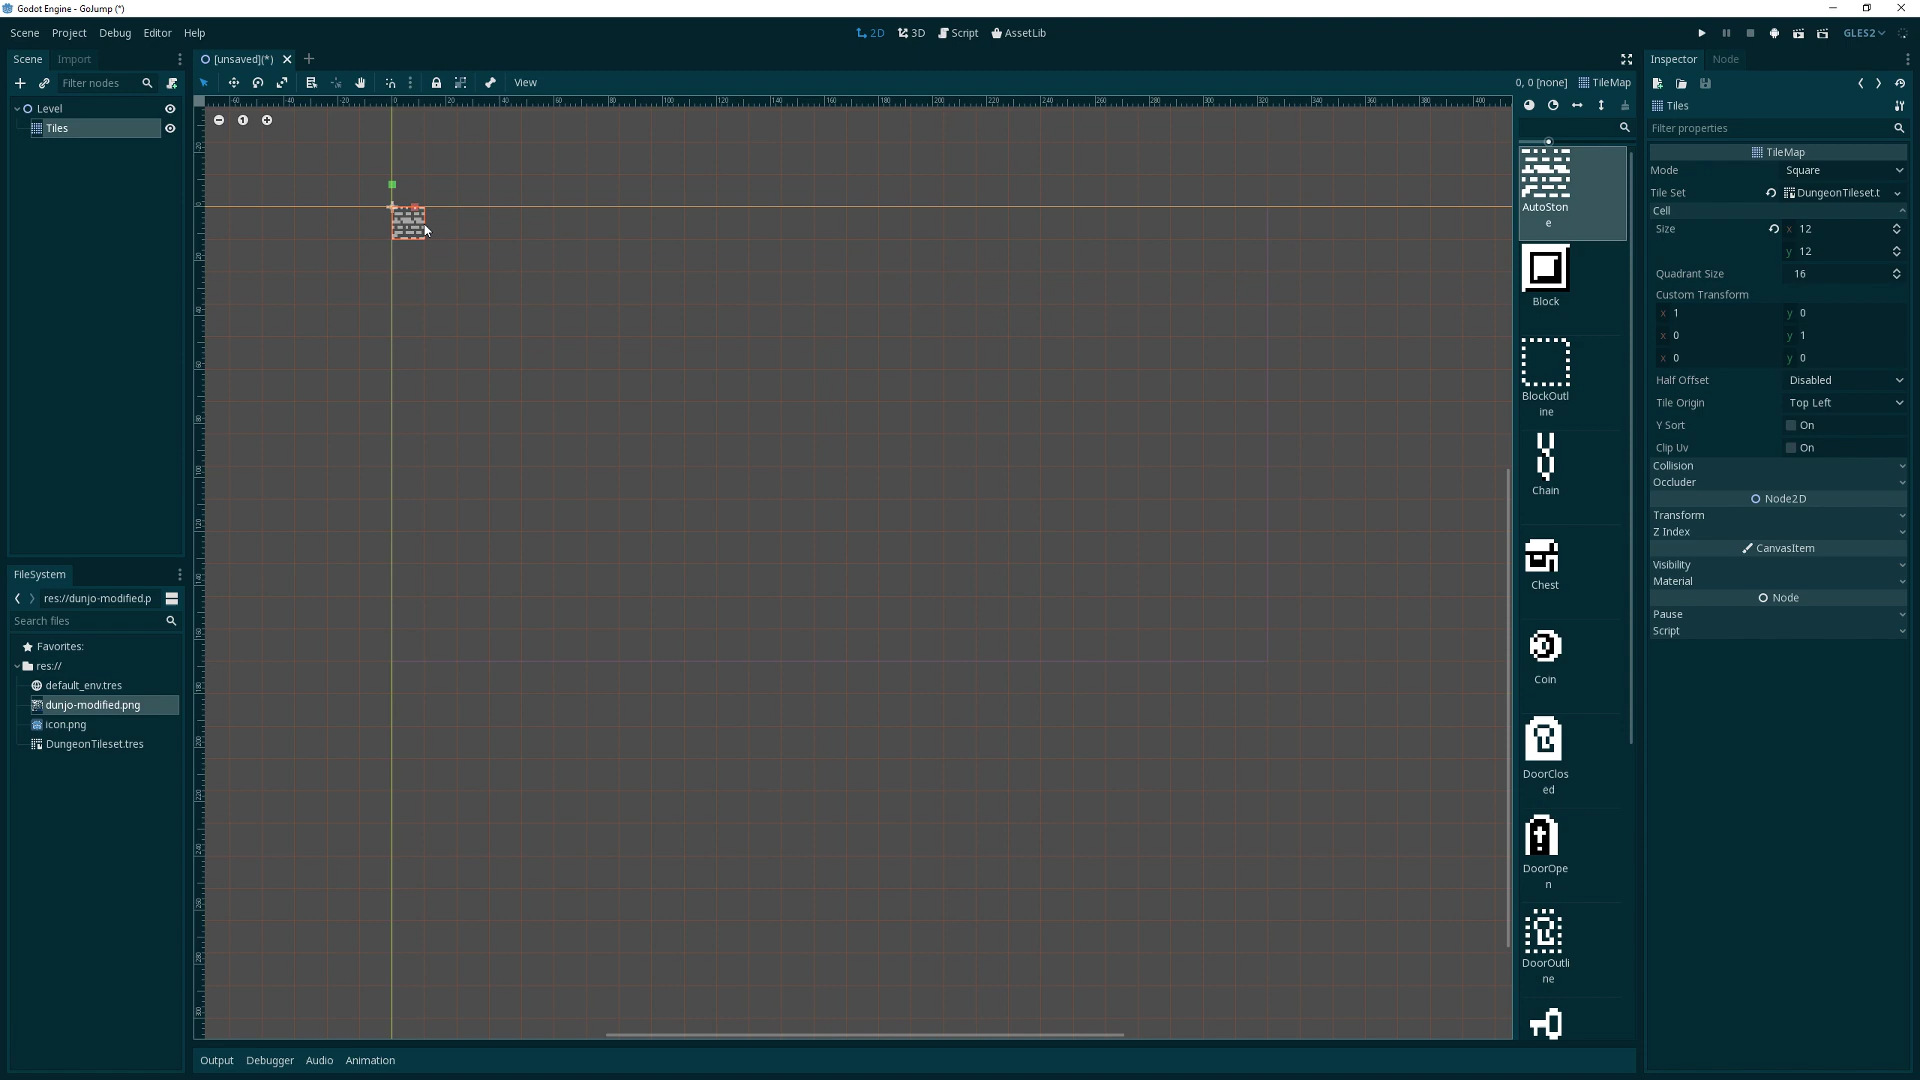 Godot Engine - GoJump (*)
Scene Project Debug Editor Help
2D 3D Script AssetLib
GLES2
Scene Import
[unsaved](*)
Inspector Node
Filter nodes
View
0, 0 [none] TileMap
Level
Tiles
Tiles
Filter properties
TileMap
Mode Square
Tile Set DungeonTileset.t
Cell
Size x 12
y 12
Quadrant Size 16
Custom Transform
x 1 y 0
x 0 y 1
x 0 y 0
Half Offset Disabled
Tile Origin Top Left
Y Sort On
Clip Uv On
Collision
Occluder
Node2D
Transform
Z Index
CanvasItem
Visibility
Material
Node
Pause
Script
AutoSton
e
Block
BlockOutl
ine
Chain
Chest
Coin
DoorClos
ed
DoorOpe
n
DoorOutli
ne
FileSystem
res://dunjo-modified.p
Search files
Favorites:
res://
default_env.tres
dunjo-modified.png
icon.png
DungeonTileset.tres
Output Debugger Audio Animation